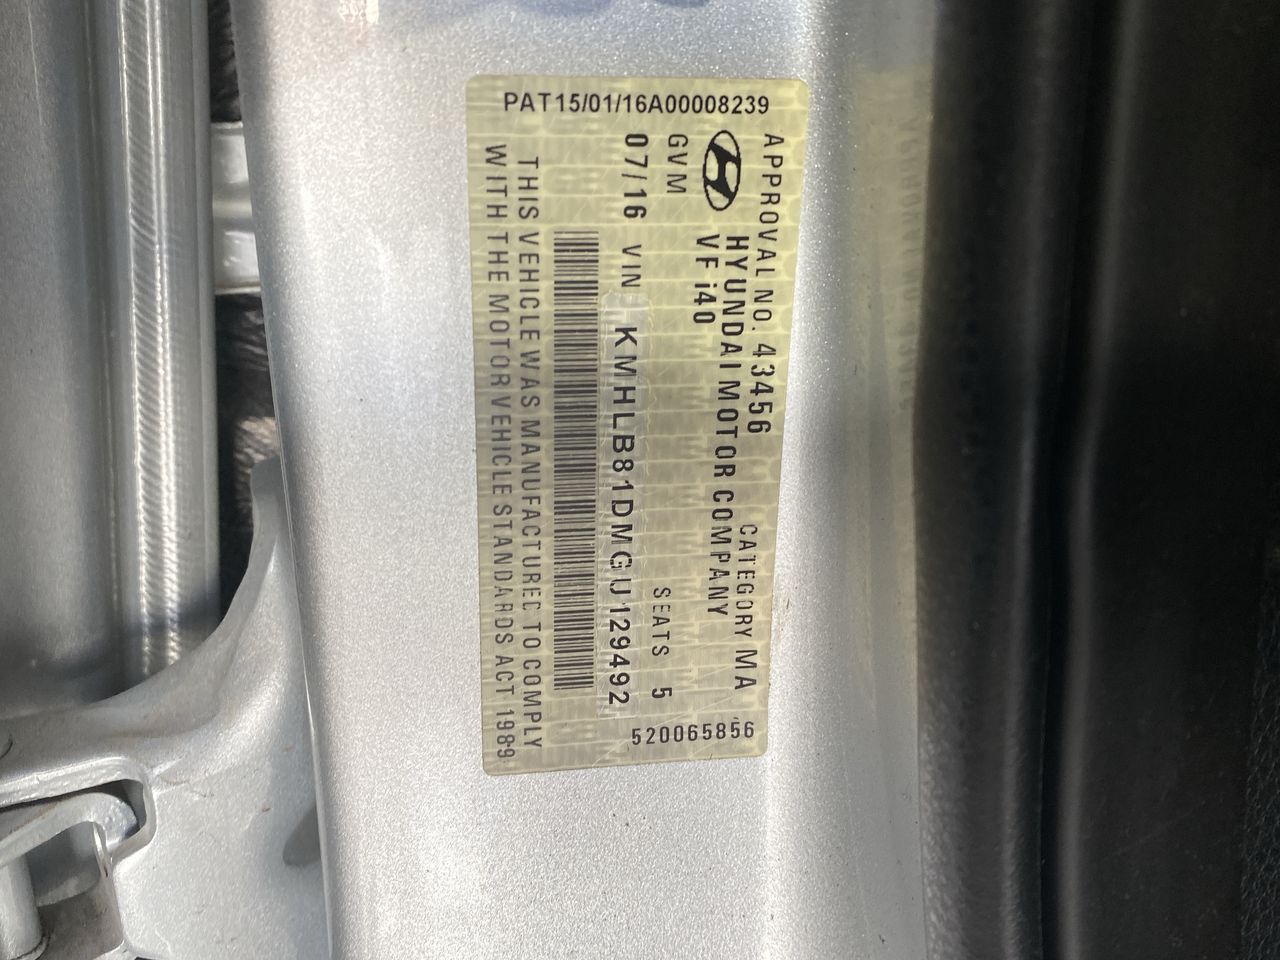 PAT15/01/16A00008239
APPROVAL NO. 43456 CATEGORY MA
HYUNDAI MOTOR COMPANY
VF i40
GVM SEATS 5
07/16 VIN KMHLB81DMGU129492
THIS VEHICLE WAS MANUFACTURED TO COMPLY
WITH THE MOTOR VEHICLE STANDARDS ACT 1989
520065856